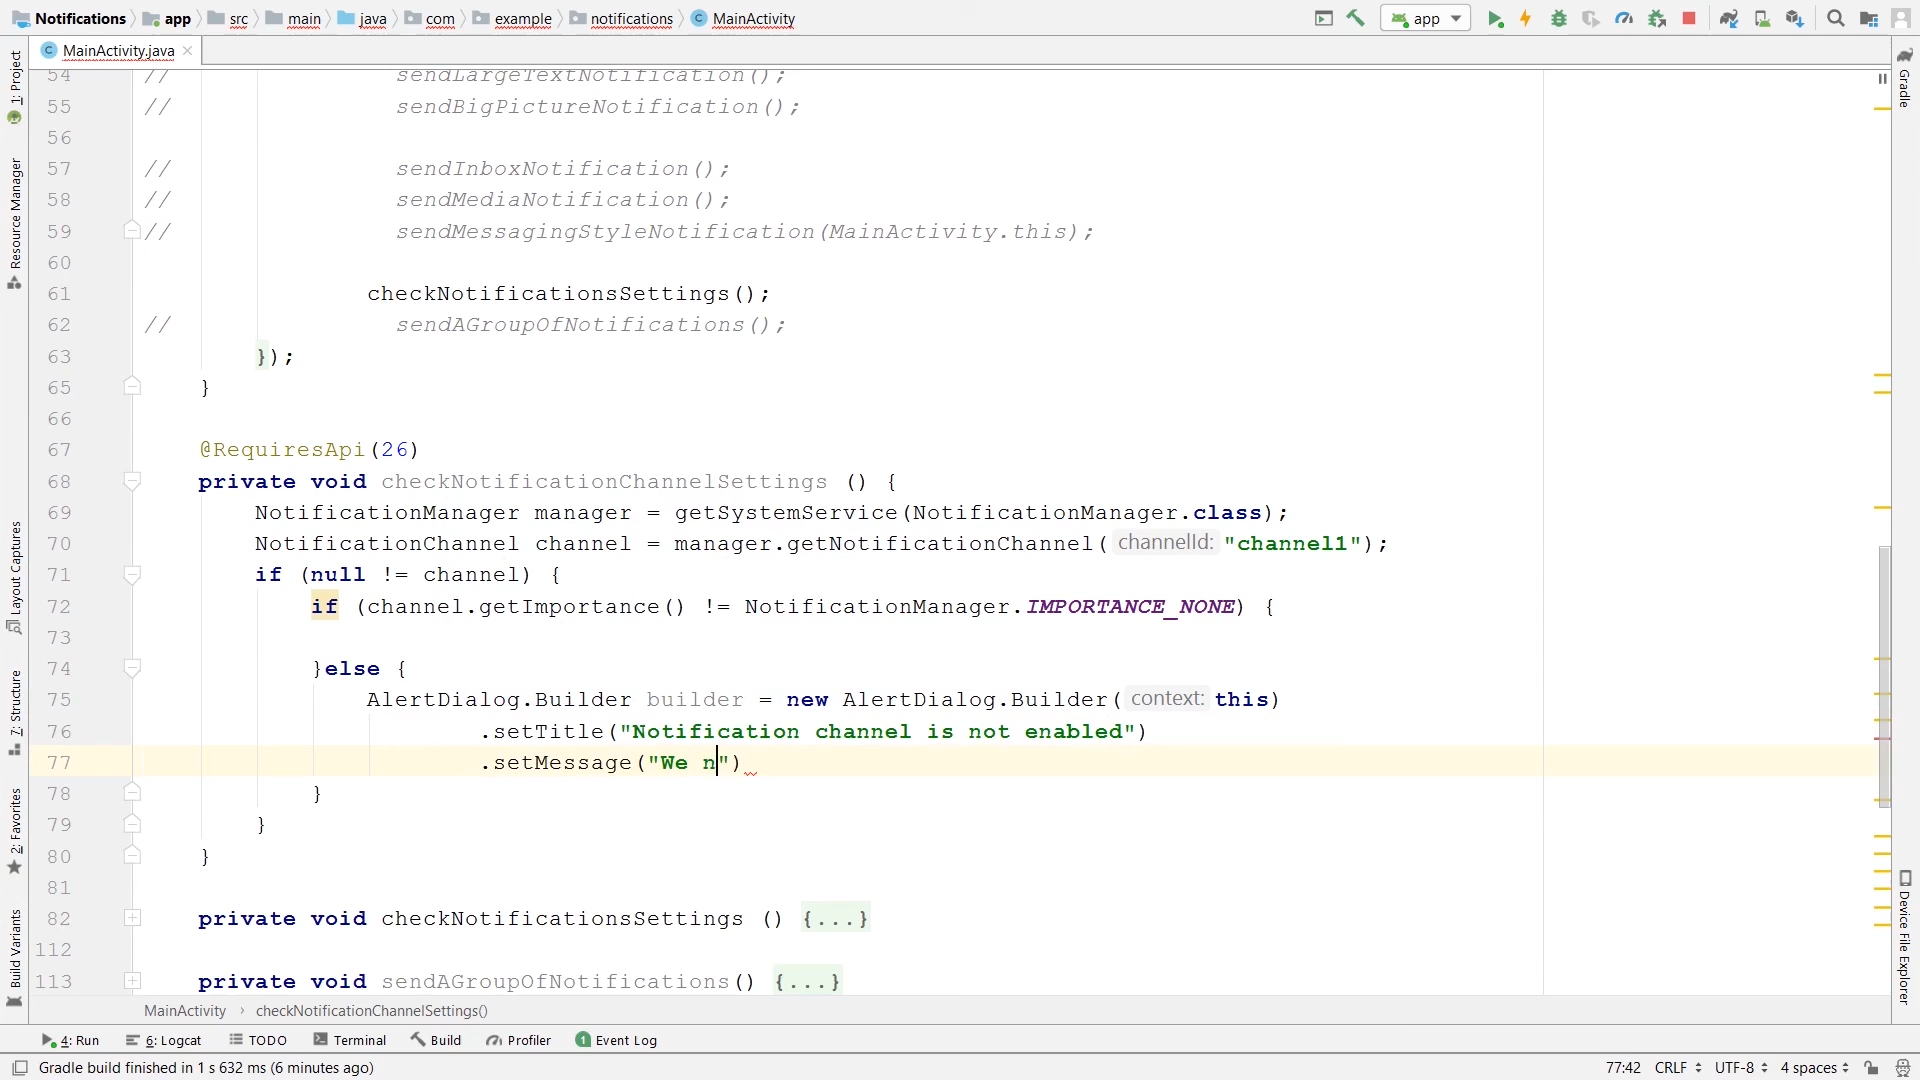 Notifications app src main java com example notifications MainActivity app
MainActivity.java
54 // sendLargeTextNotification();
55 // sendBigPictureNotification();
56
57 // sendInboxNotification();
58 // sendMediaNotification();
59 // sendMessagingStyleNotification(MainActivity.this);
60
61 checkNotificationsSettings();
62 // sendAGroupOfNotifications();
63 });
65 }
66
67 @RequiresApi(26)
68 private void checkNotificationChannelSettings () {
69 NotificationManager manager = getSystemService(NotificationManager.class);
70 NotificationChannel channel = manager.getNotificationChannel( channelId: "channel1");
71 if (null != channel) {
72 if (channel.getImportance() != NotificationManager.IMPORTANCE_NONE) {
73
74 }else {
75 AlertDialog.Builder builder = new AlertDialog.Builder( context: this)
76 .setTitle("Notification channel is not enabled")
77 .setMessage("We n")
78 }
79 }
80 }
81
82 private void checkNotificationsSettings () {...}
112
113 private void sendAGroupOfNotifications() {...}
MainActivity › checkNotificationChannelSettings()
4: Run 6: Logcat TODO Terminal Build Profiler 1 Event Log
Gradle build finished in 1 s 632 ms (6 minutes ago) 77:42 CRLF UTF-8 4 spaces
1: Project
Resource Manager
Layout Captures
7: Structure
2: Favorites
Build Variants
Gradle
Device File Explorer